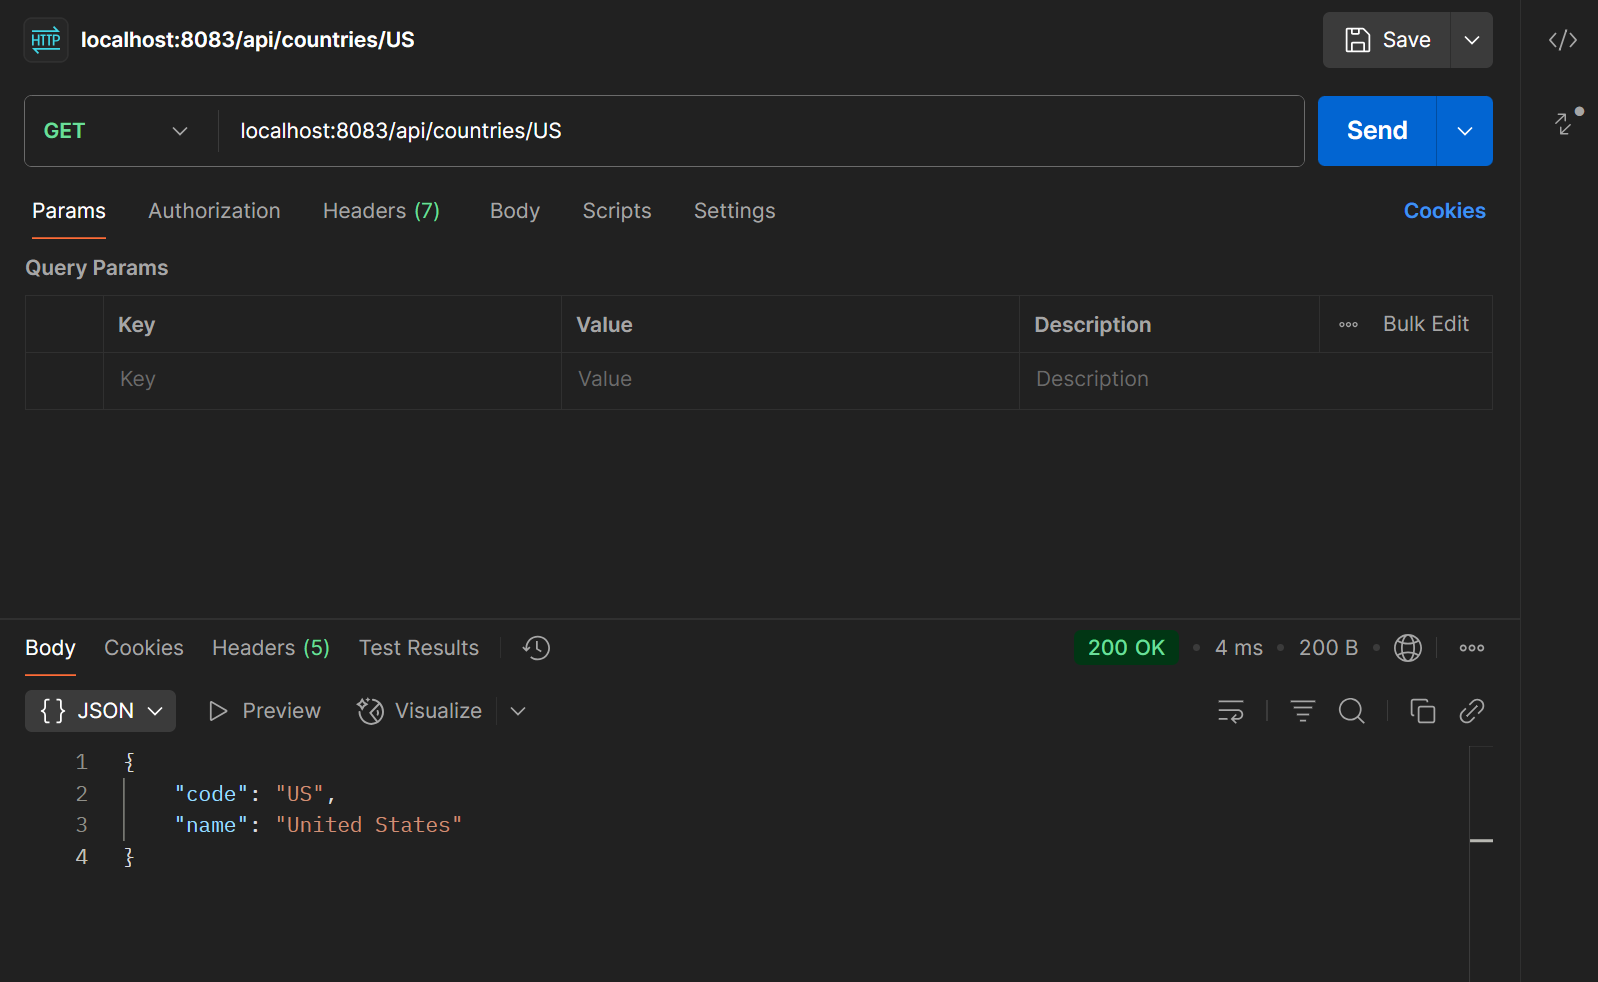 HTTP localhost:8083/api/countries/US Save
GET localhost:8083/api/countries/US Send
Params Authorization Headers (7) Body Scripts Settings Cookies
Query Params
Key Value Description Bulk Edit
Key Value Description
Body Cookies Headers (5) Test Results 200 OK • 4 ms • 200 B •
{ } JSON Preview Visualize
1 {
2 "code": "US",
3 "name": "United States"
4 }